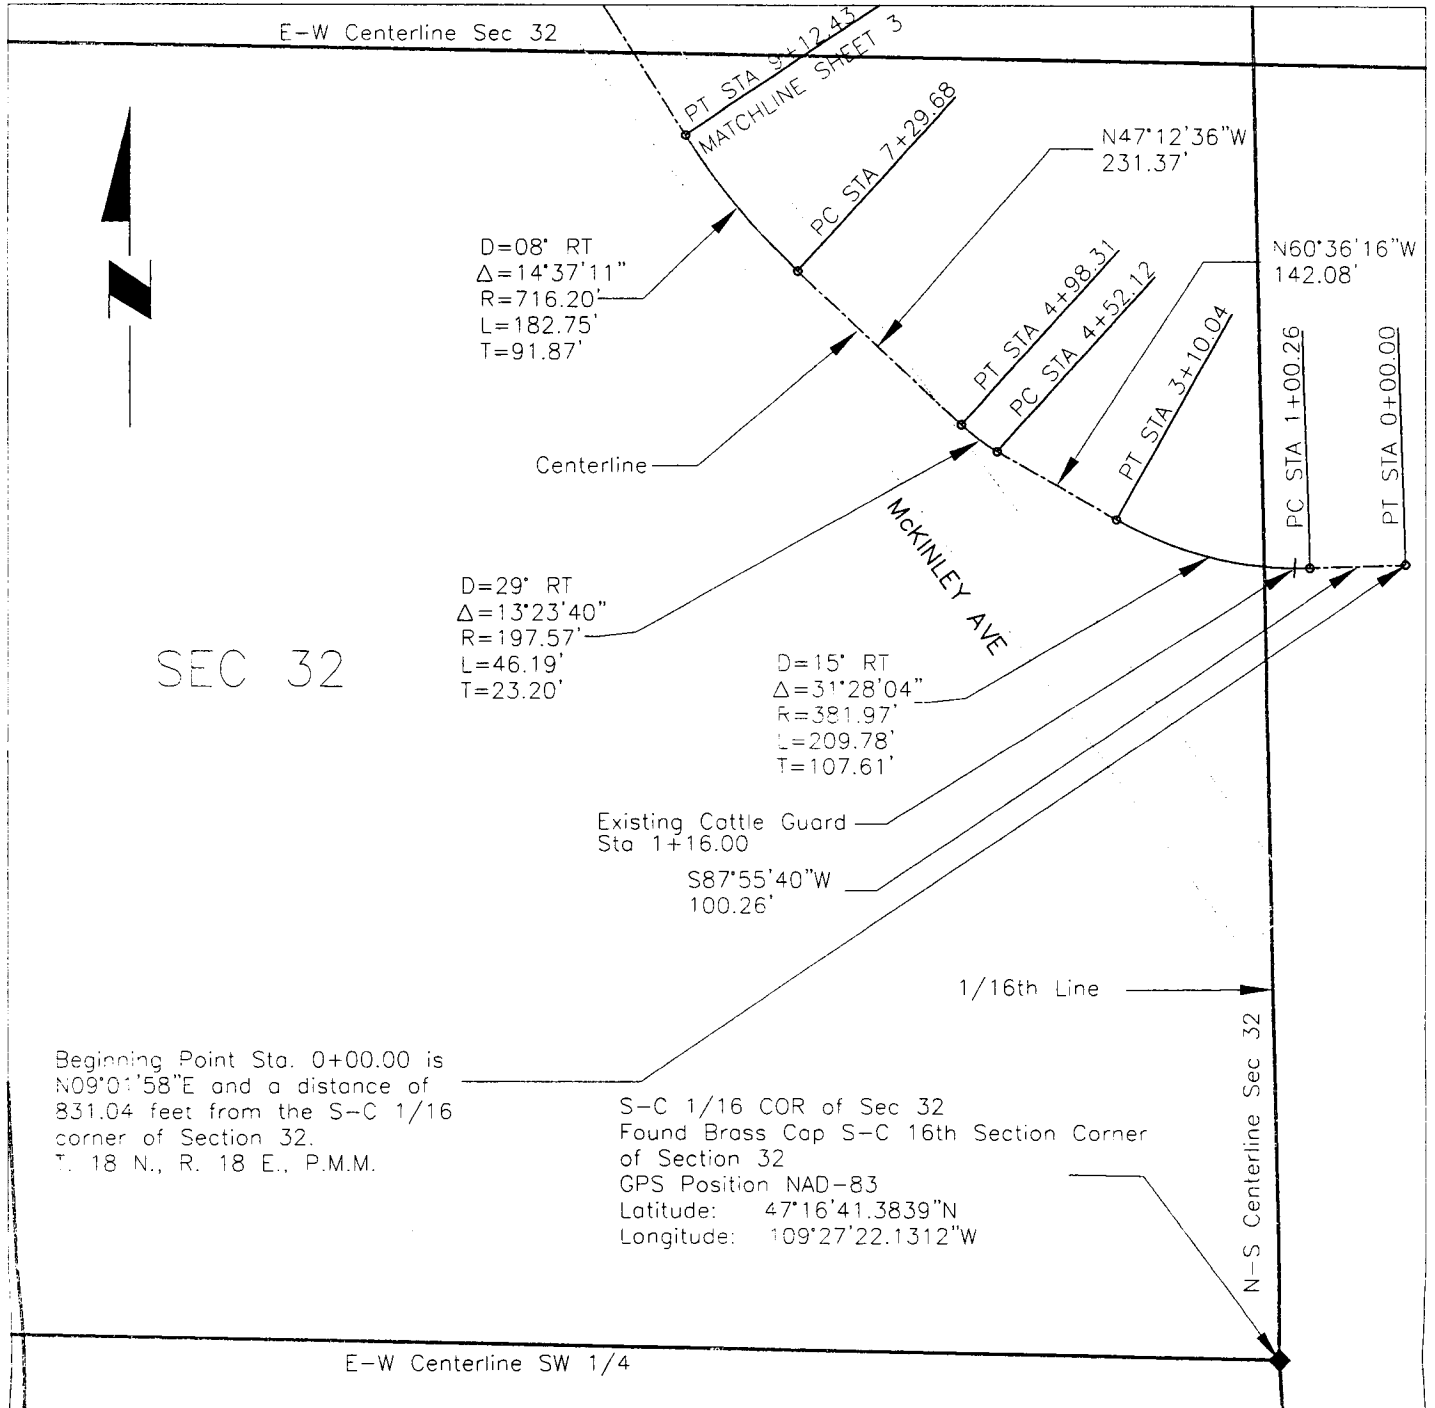 E-W Centerline Sec 32
PT STA 9+12.43
MATCHLINE SHEET 3
PC STA 7+29.68
N47°12'36"W
231.37'
N60°36'16"W
142.08'
D=08° RT
Δ=14°37'11"
R=716.20'
L=182.75'
T=91.87'
PT STA 4+98.31
PC STA 4+52.12
PT STA 3+10.04
PC STA 1+00.26
PT STA 0+00.00
Centerline
McKINLEY AVE
D=29° RT
Δ=13°23'40"
R=197.57'
L=46.19'
T=23.20'
SEC 32
D=15° RT
Δ=31°28'04"
R=381.97'
L=209.78'
T=107.61'
Existing Cattle Guard
Sta 1+16.00
S87°55'40"W
100.26'
1/16th Line
N-S Centerline Sec 32
Beginning Point Sta. 0+00.00 is
N09°01'58"E and a distance of
831.04 feet from the S-C 1/16
corner of Section 32.
T. 18 N., R. 18 E., P.M.M.
S-C 1/16 COR of Sec 32
Found Brass Cap S-C 16th Section Corner
of Section 32
GPS Position NAD-83
Latitude: 47°16'41.3839"N
Longitude: 109°27'22.1312"W
E-W Centerline SW 1/4